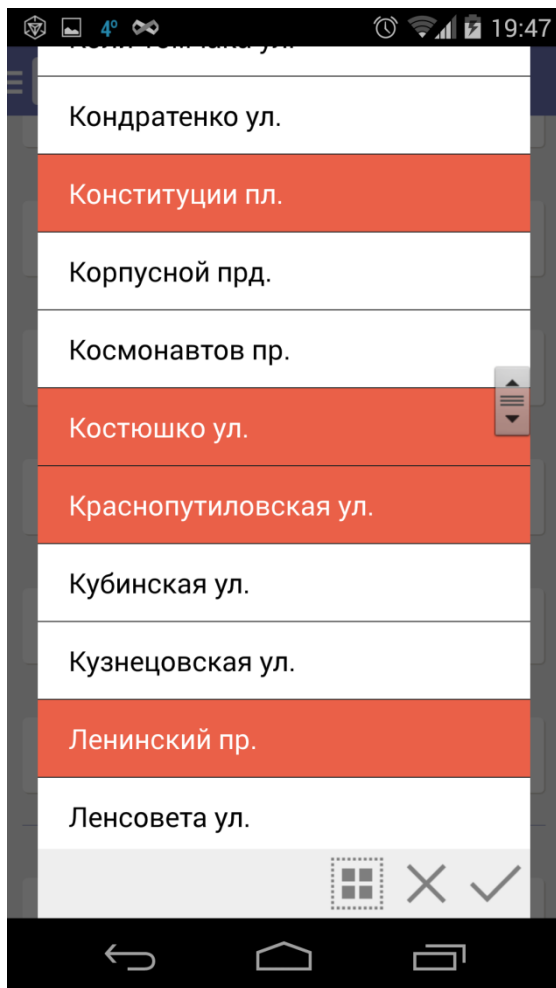 4°
19:47
Кондратенко ул.
Конституции пл.
Корпусной прд.
Космонавтов пр.
Костюшко ул.
Краснопутиловская ул.
Кубинская ул.
Кузнецовская ул.
Ленинский пр.
Ленсовета ул.